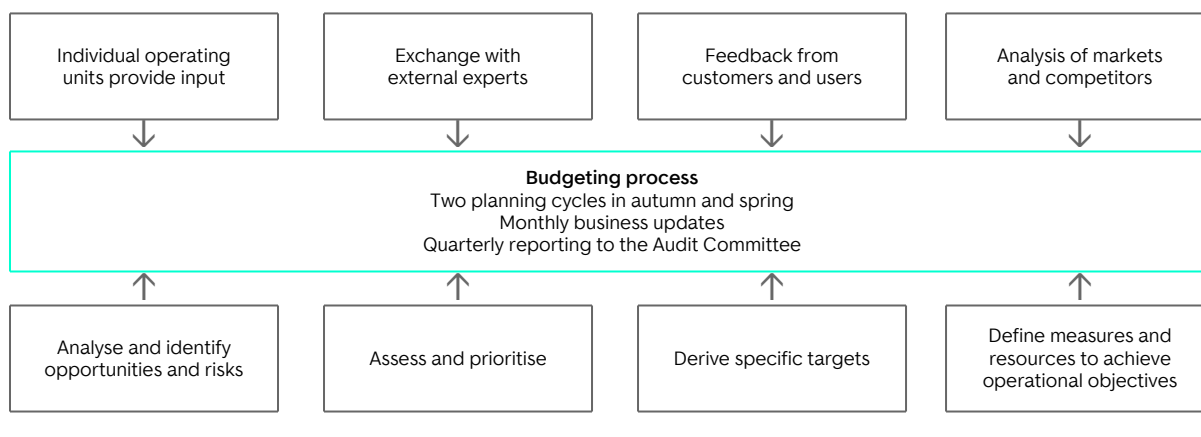 Individual operating
units provide input
Exchange with
external experts
Feedback from
customers and users
Analysis of markets
and competitors
Budgeting process
Two planning cycles in autumn and spring
Monthly business updates
Quarterly reporting to the Audit Committee
Analyse and identify
opportunities and risks
Assess and prioritise
Derive specific targets
Define measures and
resources to achieve
operational objectives